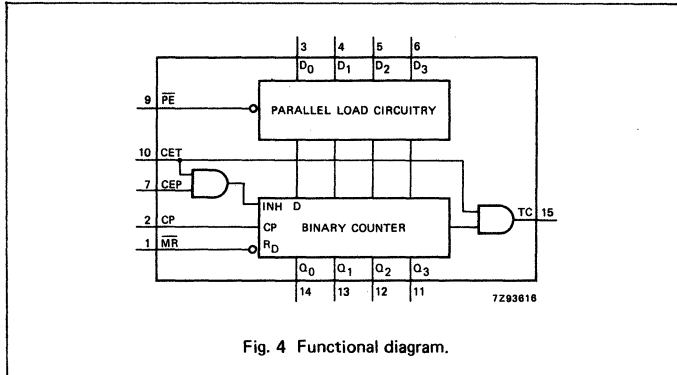 3 4 5 6
D0 D1 D2 D3
9 PE
PARALLEL LOAD CIRCUITRY
10 CET
7 CEP
INH D
TC 15
2 CP
CP BINARY COUNTER
1 MR
RD
Q0 Q1 Q2 Q3
14 13 12 11
7Z93616
Fig. 4 Functional diagram.